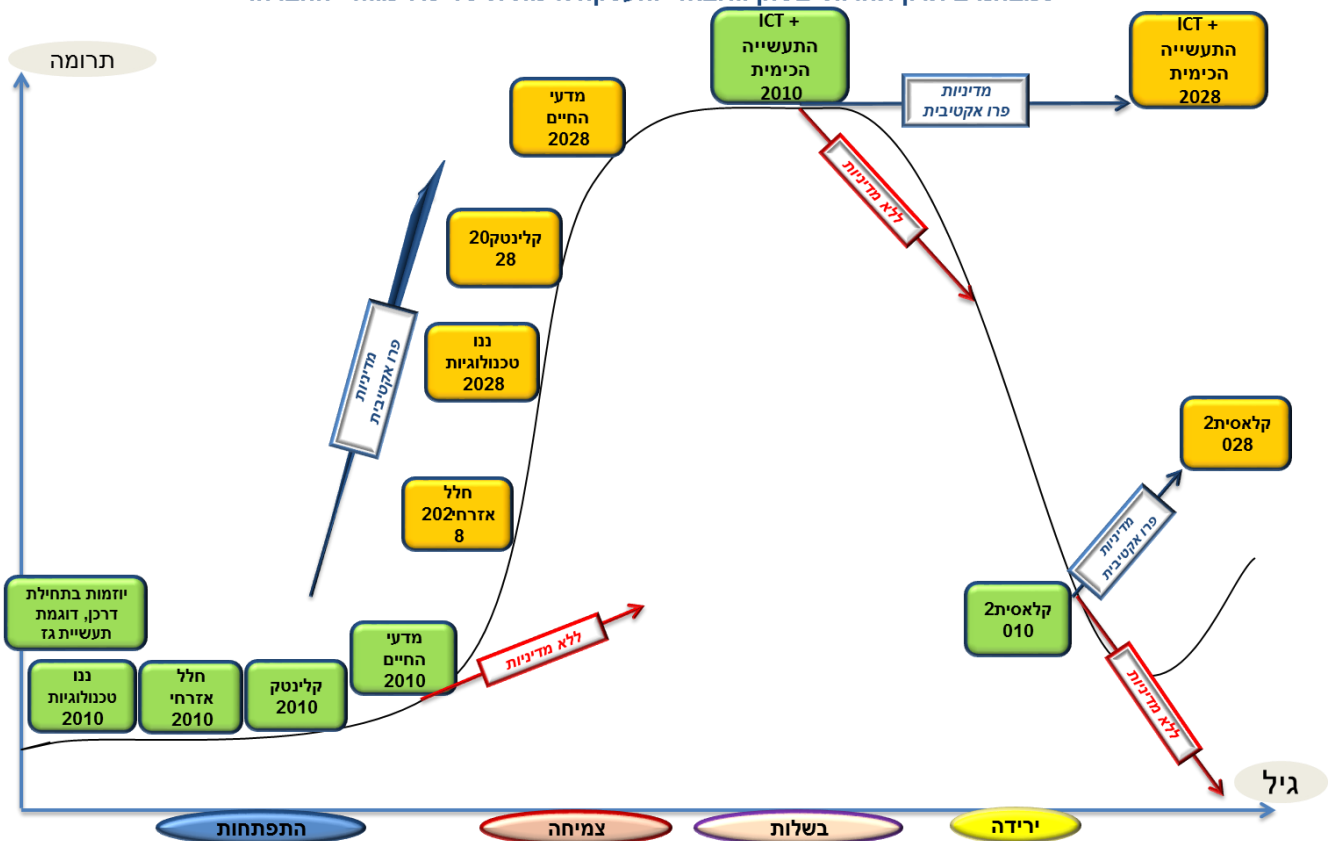 תרומה
ICT +
התעשייה
הכימית
2010
מדיניות
פרו אקטיבית
ICT +
התעשייה
הכימית
2028
מדעי
החיים
2028
ללא מדיניות
קלינטק20
28
ננו
טכנולוגיות
2028
מדיניות
פרו אקטיבית
קלאסית2
028
חלל
אזרחי202
8
מדיניות
פרו אקטיבית
יוזמות בתחילת
דרכן, דוגמת
תעשיית גז
קלאסית2
010
מדעי
החיים
2010
ללא מדיניות
ננו
טכנולוגיות
2010
חלל
אזרחי
2010
קלינטק
2010
ללא מדיניות
גיל
התפתחות
צמיחה
בשלות
ירידה